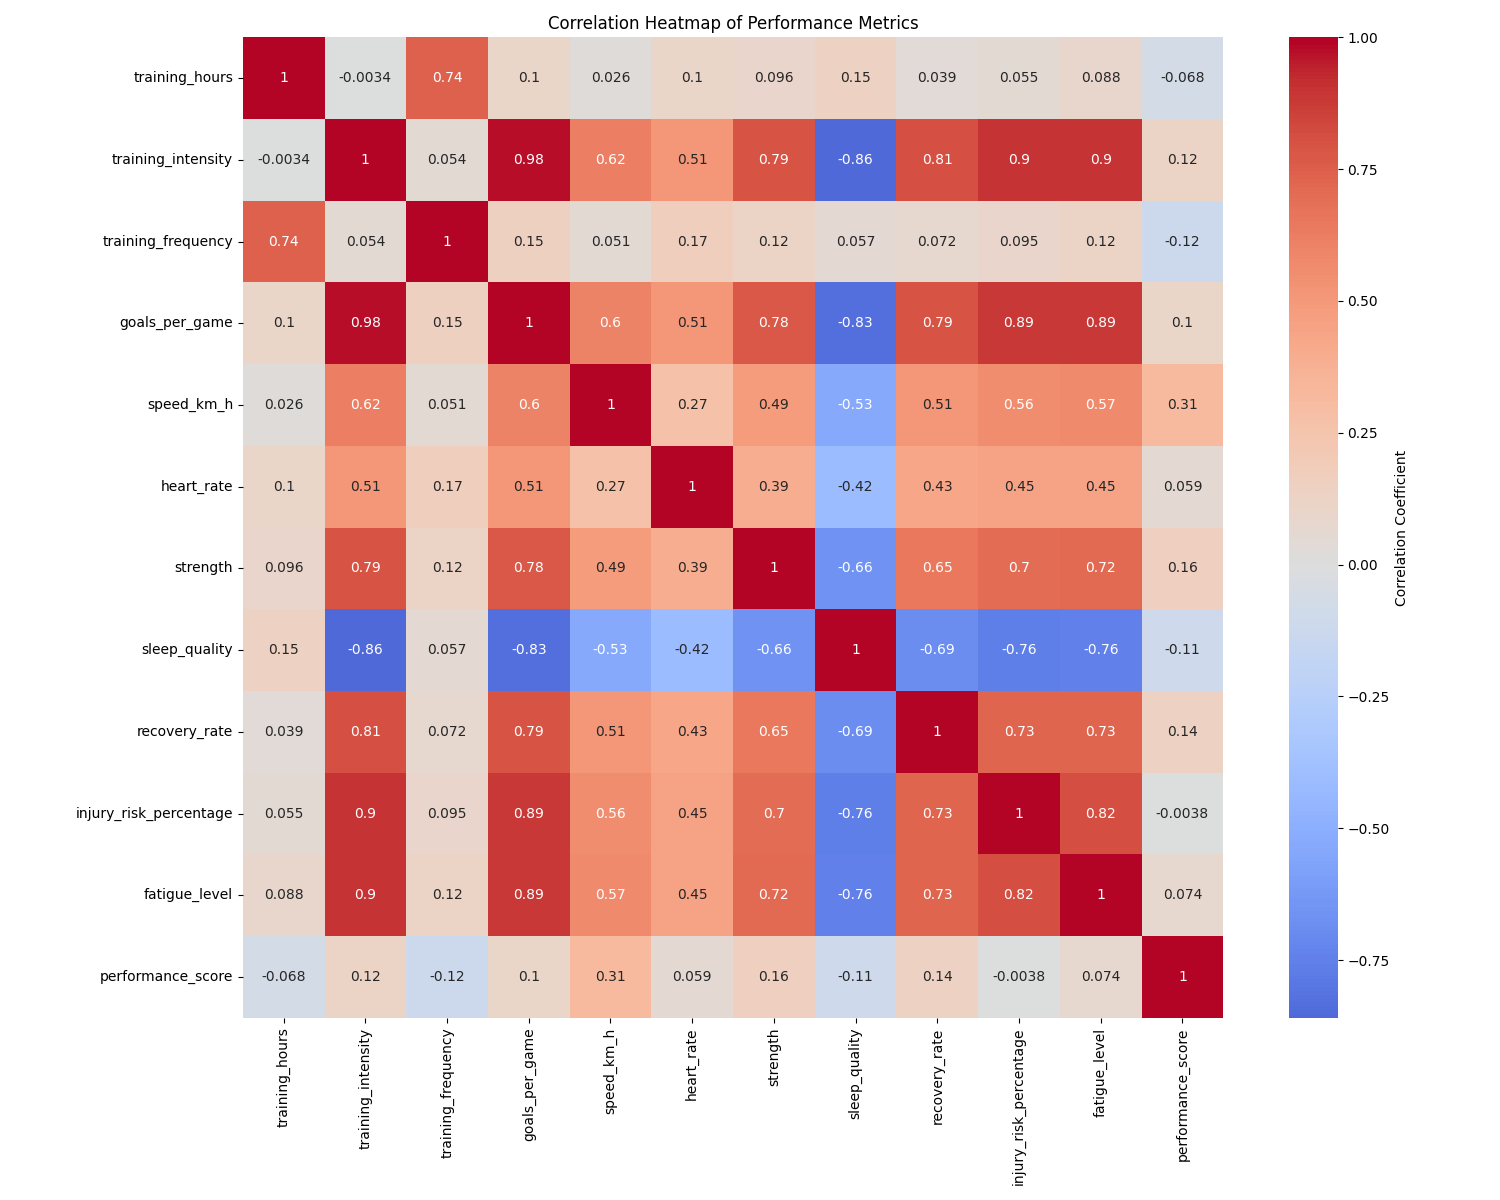 Correlation Heatmap of Performance Metrics
training_hours 1 -0.0034 0.74 0.1 0.026 0.1 0.096 0.15 0.039 0.055 0.088 -0.068
training_intensity -0.0034 1 0.054 0.98 0.62 0.51 0.79 -0.86 0.81 0.9 0.9 0.12
training_frequency 0.74 0.054 1 0.15 0.051 0.17 0.12 0.057 0.072 0.095 0.12 -0.12
goals_per_game 0.1 0.98 0.15 1 0.6 0.51 0.78 -0.83 0.79 0.89 0.89 0.1
speed_km_h 0.026 0.62 0.051 0.6 1 0.27 0.49 -0.53 0.51 0.56 0.57 0.31
heart_rate 0.1 0.51 0.17 0.51 0.27 1 0.39 -0.42 0.43 0.45 0.45 0.059
strength 0.096 0.79 0.12 0.78 0.49 0.39 1 -0.66 0.65 0.7 0.72 0.16
sleep_quality 0.15 -0.86 0.057 -0.83 -0.53 -0.42 -0.66 1 -0.69 -0.76 -0.76 -0.11
recovery_rate 0.039 0.81 0.072 0.79 0.51 0.43 0.65 -0.69 1 0.73 0.73 0.14
injury_risk_percentage 0.055 0.9 0.095 0.89 0.56 0.45 0.7 -0.76 0.73 1 0.82 -0.0038
fatigue_level 0.088 0.9 0.12 0.89 0.57 0.45 0.72 -0.76 0.73 0.82 1 0.074
performance_score -0.068 0.12 -0.12 0.1 0.31 0.059 0.16 -0.11 0.14 -0.0038 0.074 1
training_hours
training_intensity
training_frequency
goals_per_game
speed_km_h
heart_rate
strength
sleep_quality
recovery_rate
injury_risk_percentage
fatigue_level
performance_score
1.00
0.75
0.50
0.25
0.00
−0.25
−0.50
−0.75
Correlation Coefficient